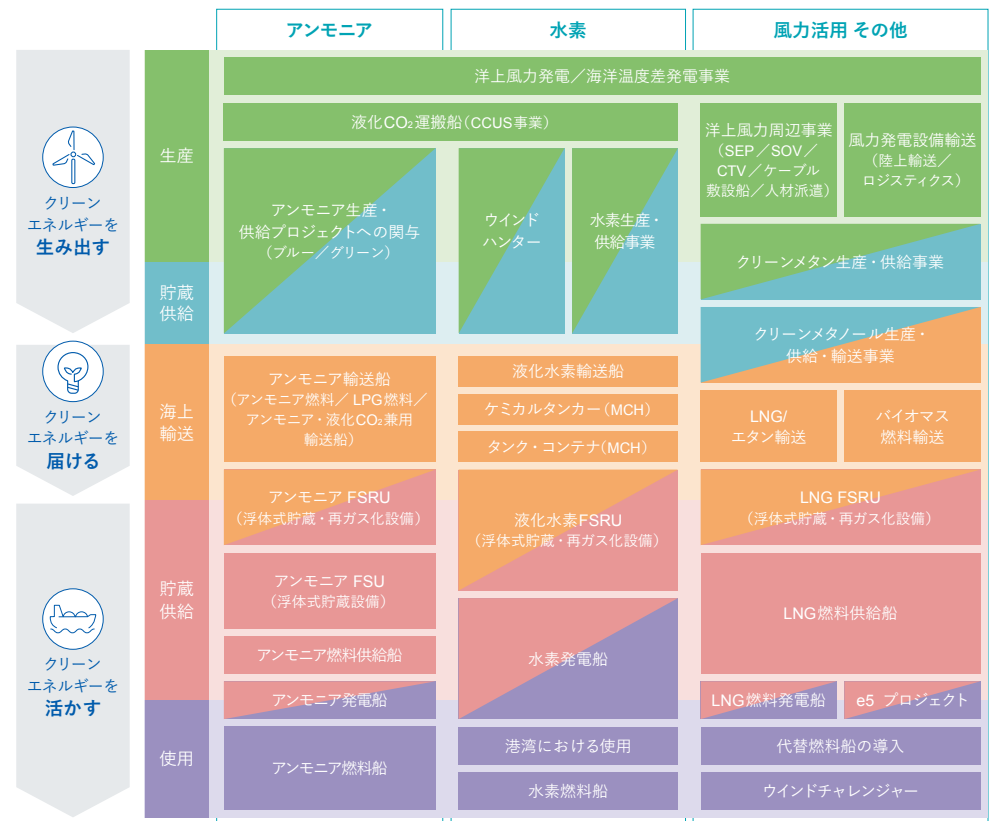 アンモニア
水素
風力活用 その他
クリーン
エネルギーを
生み出す
クリーン
エネルギーを
届ける
クリーン
エネルギーを
活かす
生産
貯蔵
供給
海上
輸送
貯蔵
供給
使用
洋上風力発電／海洋温度差発電事業
液化CO₂運搬船（CCUS事業）
アンモニア生産・
供給プロジェクトへの関与
（ブルー／グリーン）
ウインド
ハンター
水素生産・
供給事業
洋上風力周辺事業
（SEP／SOV／
CTV／ケーブル
敷設船／人材派遣）
風力発電設備輸送
（陸上輸送／
ロジスティクス）
クリーンメタン生産・供給事業
クリーンメタノール生産・
供給・輸送事業
アンモニア輸送船
（アンモニア燃料／LPG燃料／
アンモニア・液化CO₂兼用
輸送船）
液化水素輸送船
ケミカルタンカー（MCH）
タンク・コンテナ（MCH）
LNG/
エタン輸送
バイオマス
燃料輸送
アンモニア FSRU
（浮体式貯蔵・再ガス化設備）
液化水素FSRU
（浮体式貯蔵・再ガス化設備）
LNG FSRU
（浮体式貯蔵・再ガス化設備）
アンモニア FSU
（浮体式貯蔵設備）
アンモニア燃料供給船
アンモニア発電船
水素発電船
LNG燃料供給船
LNG燃料発電船
e5 プロジェクト
アンモニア燃料船
港湾における使用
水素燃料船
代替燃料船の導入
ウインドチャレンジャー